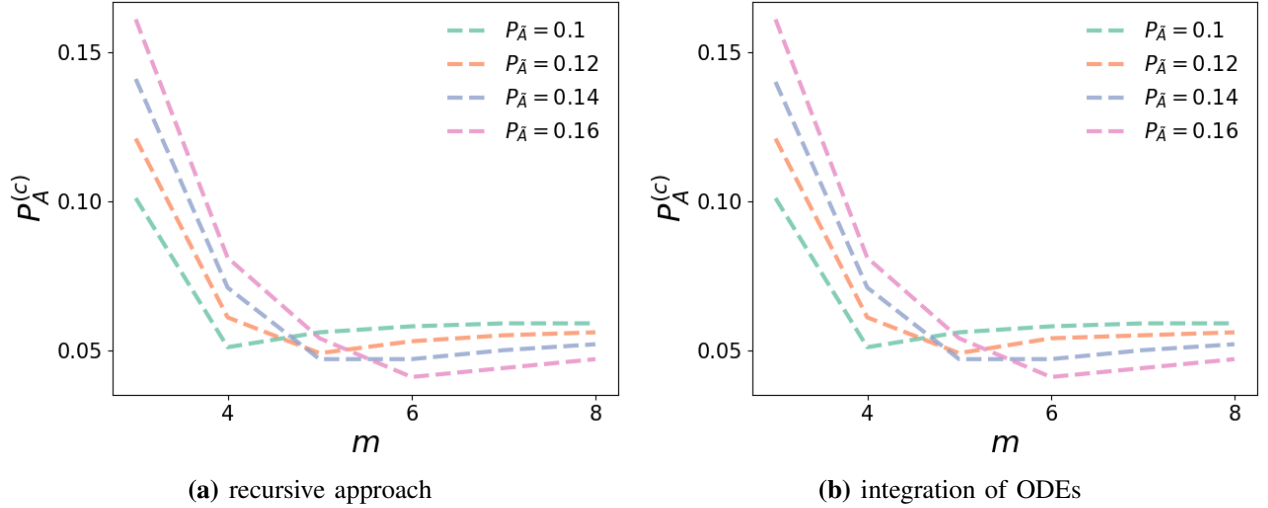 0.15
0.10
0.05
P_A^(c)
P_Ã = 0.1
P_Ã = 0.12
P_Ã = 0.14
P_Ã = 0.16
4
6
8
m
(a) recursive approach
0.15
0.10
0.05
P_A^(c)
P_Ã = 0.1
P_Ã = 0.12
P_Ã = 0.14
P_Ã = 0.16
4
6
8
m
(b) integration of ODEs